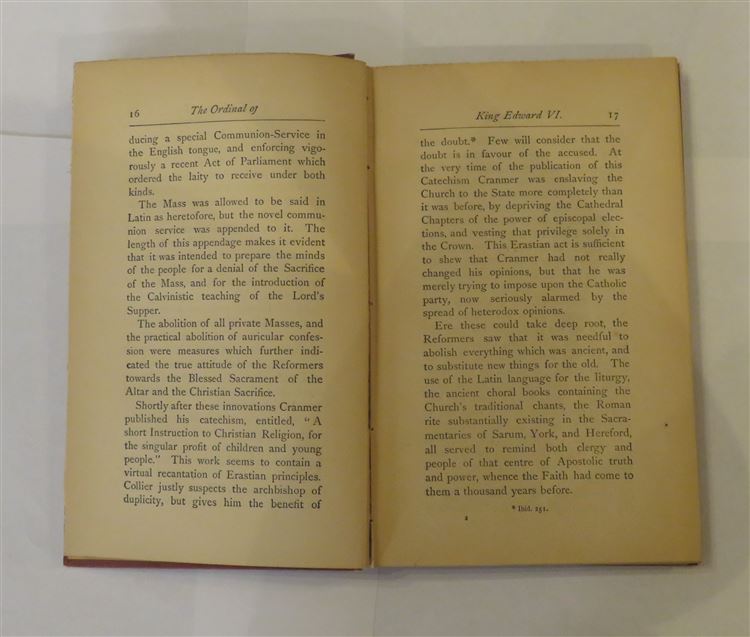 16 The Ordinal of
ducing a special Communion-Service in
the English tongue, and enforcing vigo-
rously a recent Act of Parliament which
ordered the laity to receive under both
kinds.
The Mass was allowed to be said in
Latin as heretofore, but the novel commu-
nion service was appended to it. The
length of this appendage makes it evident
that it was intended to prepare the minds
of the people for a denial of the Sacrifice
of the Mass, and for the introduction of
the Calvinistic teaching of the Lord's
Supper.
The abolition of all private Masses, and
the practical abolition of auricular confes-
sion were measures which further indi-
cated the true attitude of the Reformers
towards the Blessed Sacrament of the
Altar and the Christian Sacrifice.
Shortly after these innovations Cranmer
published his catechism, entitled, "A
short Instruction to Christian Religion, for
the singular profit of children and young
people." This work seems to contain a
virtual recantation of Erastian principles.
Collier justly suspects the archbishop of
duplicity, but gives him the benefit of
King Edward VI. 17
the doubt.* Few will consider that the
doubt is in favour of the accused. At
the very time of the publication of this
Catechism Cranmer was enslaving the
Church to the State more completely than
it was before, by depriving the Cathedral
Chapters of the power of episcopal elec-
tions, and vesting that privilege solely in
the Crown. This Erastian act is sufficient
to shew that Cranmer had not really
changed his opinions, but that he was
merely trying to impose upon the Catholic
party, now seriously alarmed by the
spread of heterodox opinions.
Ere these could take deep root, the
Reformers saw that it was needful to
abolish everything which was ancient, and
to substitute new things for the old. The
use of the Latin language for the liturgy,
the ancient choral books containing the
Church's traditional chants, the Roman
rite substantially existing in the Sacra-
mentaries of Sarum, York, and Hereford,
all served to remind both clergy and
people of that centre of Apostolic truth
and power, whence the Faith had come to
them a thousand years before.
* Ibid. 251.
2